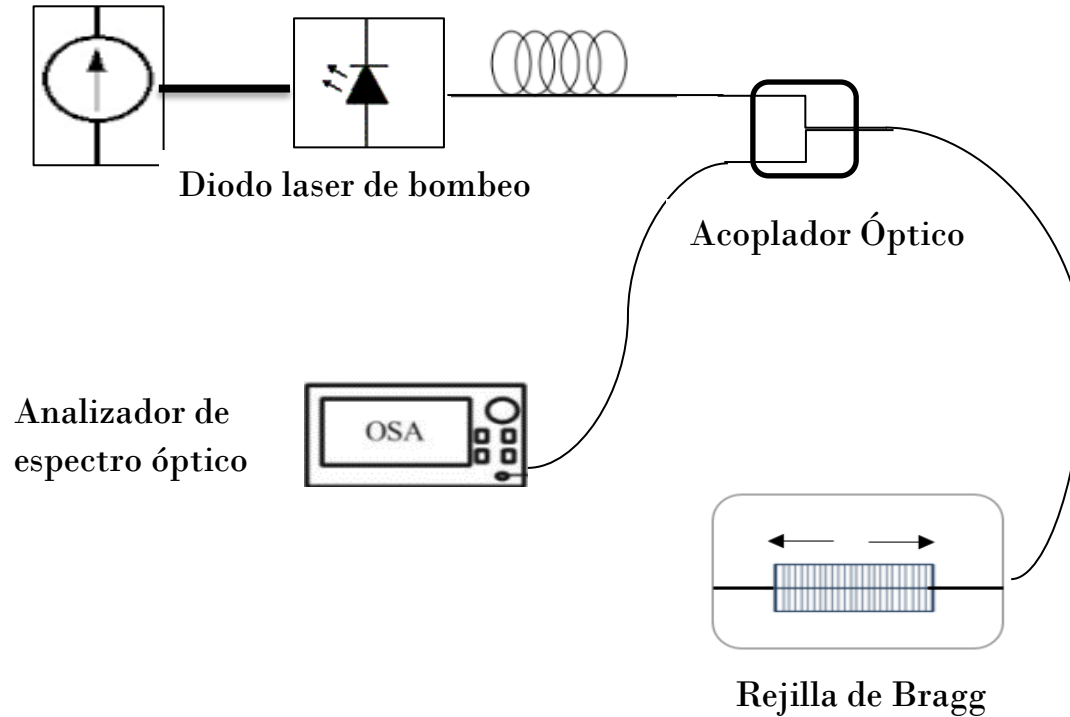 Diodo laser de bombeo
Acoplador Óptico
Analizador de
espectro óptico
OSA
Rejilla de Bragg